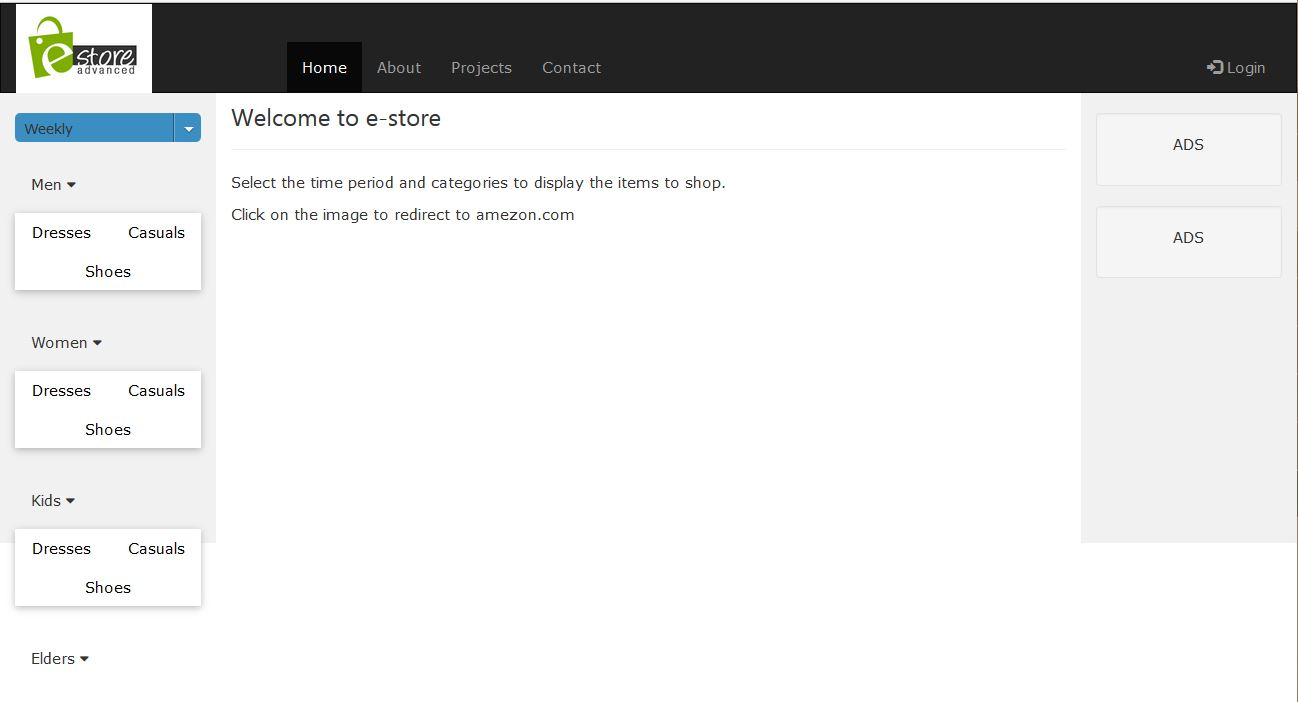 e store
advanced
Home About Projects Contact Login
Weekly
Men
Dresses Casuals
Shoes
Women
Dresses Casuals
Shoes
Kids
Dresses Casuals
Shoes
Elders
Welcome to e-store
Select the time period and categories to display the items to shop.
Click on the image to redirect to amezon.com
ADS
ADS